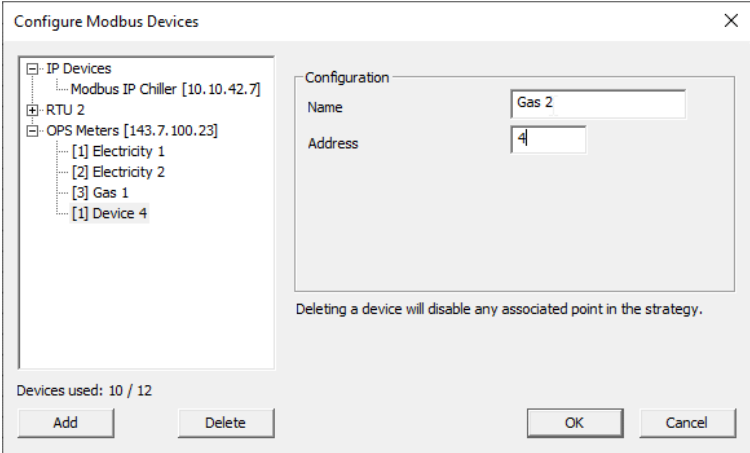 Configure Modbus Devices
IP Devices
Modbus IP Chiller [10.10.42.7]
RTU 2
OPS Meters [143.7.100.23]
[1] Electricity 1
[2] Electricity 2
[3] Gas 1
[1] Device 4
Configuration
Name Gas 2
Address 4
Deleting a device will disable any associated point in the strategy.
Devices used: 10 / 12
Add Delete OK Cancel